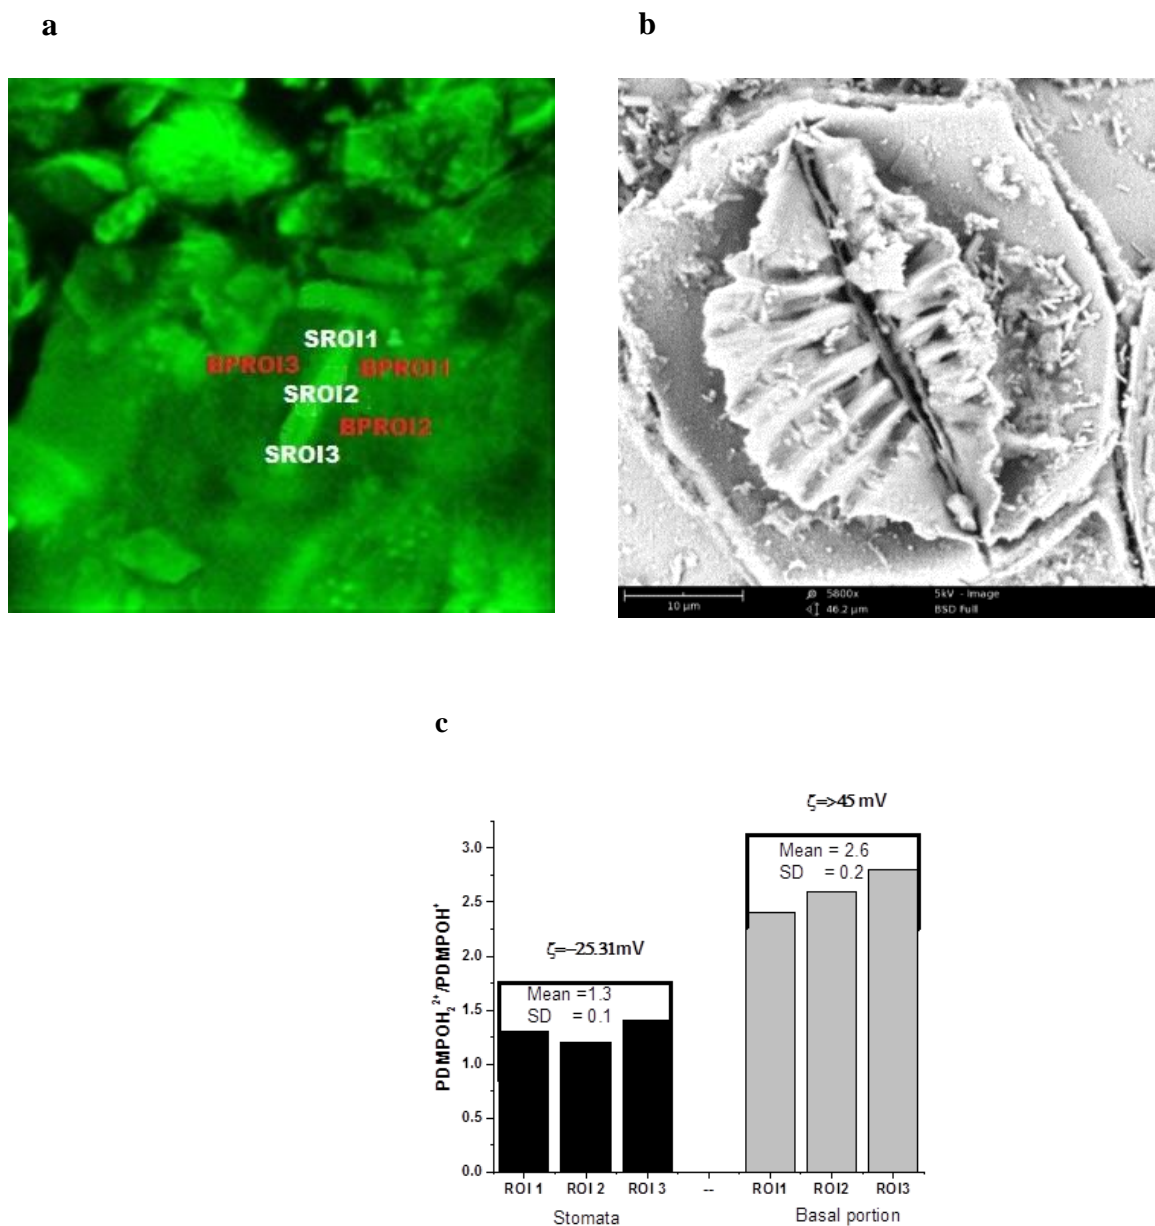 a
b
SROI1
BPROI3
BPROI1
SROI2
BPROI2
SROI3
5800x
5kV - Image
10 µm
46.2 µm
BSD Full
c
ζ=>45 mV
3.0
Mean = 2.6
SD = 0.2
2.5
ζ=–25.31mV
2.0
Mean =1.3
SD = 0.1
1.5
1.0
0.5
0.0
PDMPOH₂²⁺/PDMPOH⁺
ROI 1 ROI 2 ROI 3 -- ROI1 ROI2 ROI3
Stomata Basal portion